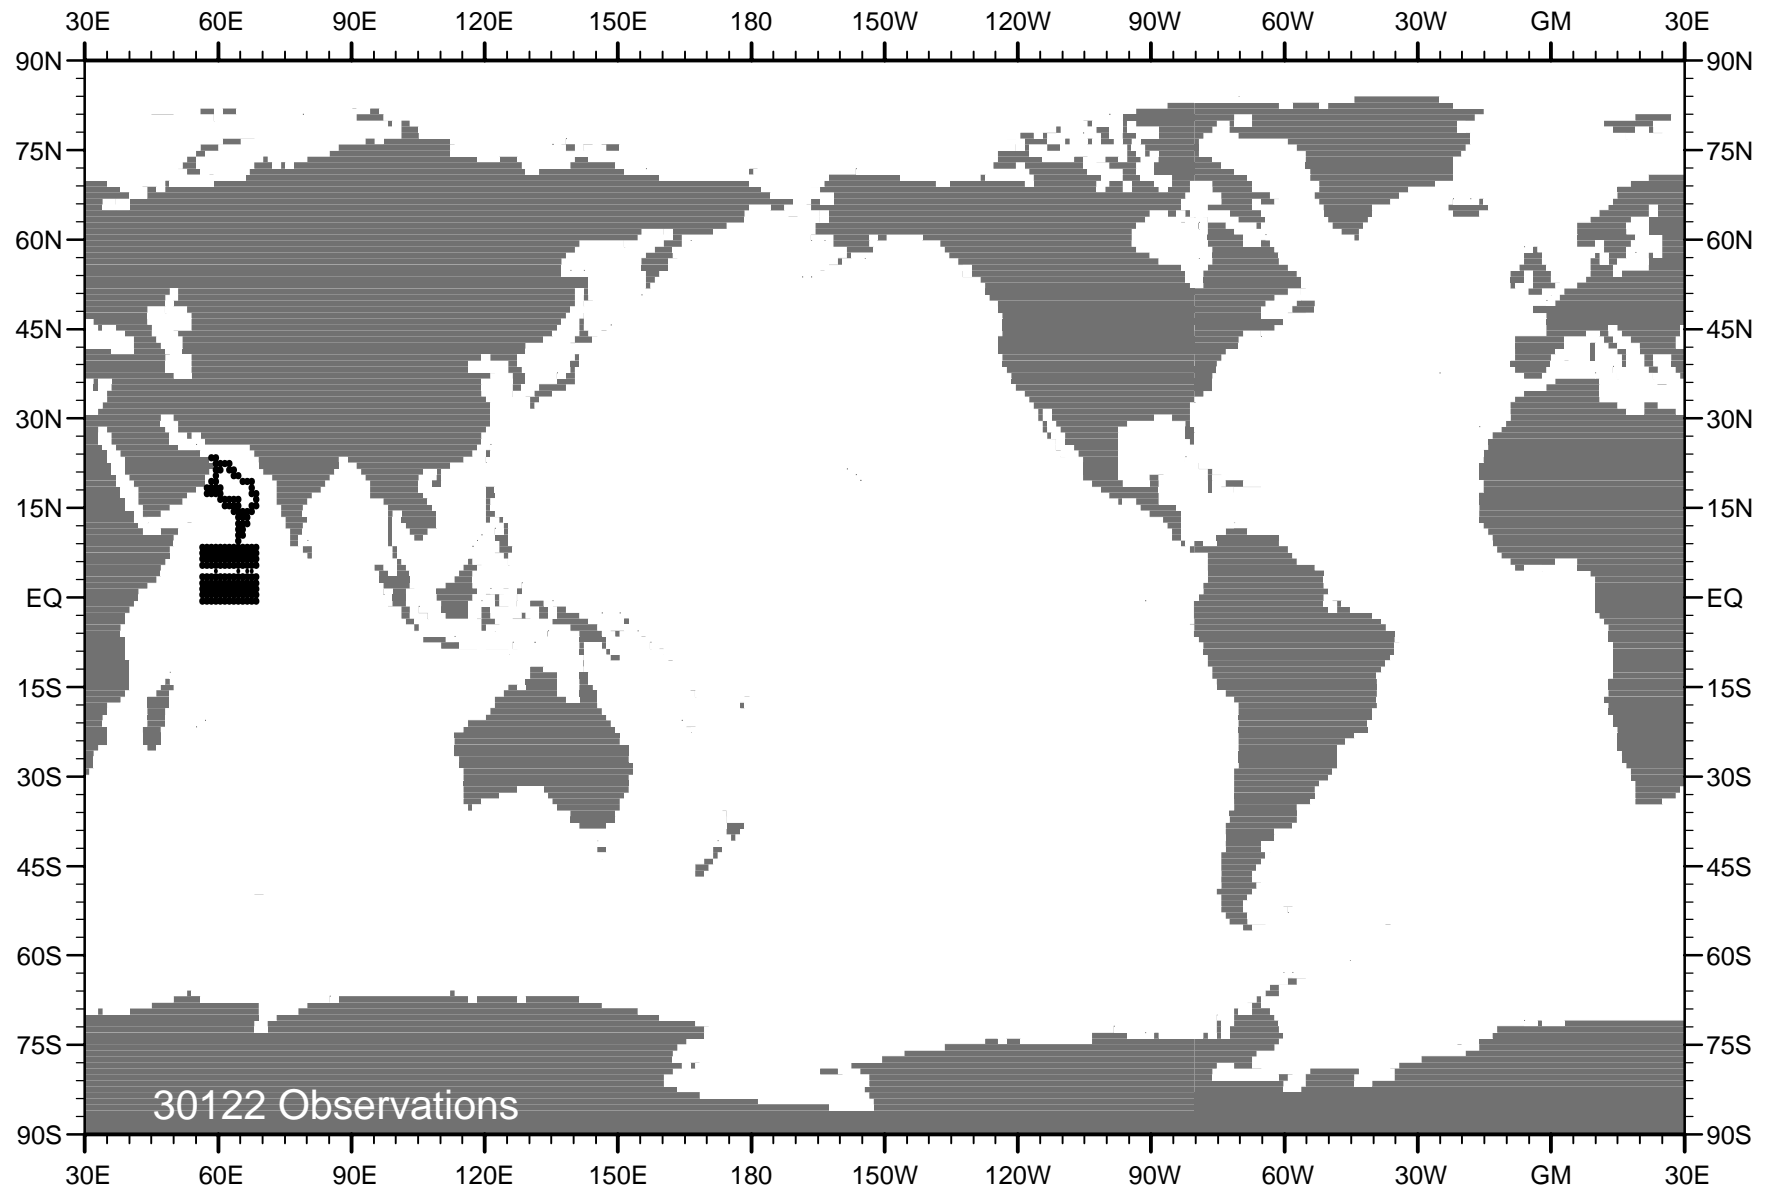 30E 60E 90E 120E 150E 180 150W 120W 90W 60W 30W GM 30E
90N 90N
75N 75N
60N 60N
45N 45N
30N 30N
15N 15N
EQ EQ
15S 15S
30S 30S
45S 45S
60S 60S
75S 75S
30122 Observations
90S 90S
30E 60E 90E 120E 150E 180 150W 120W 90W 60W 30W GM 30E